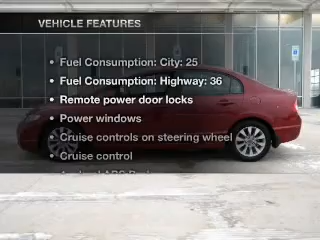 VEHICLE FEATURES
• Fuel Consumption: City: 25
• Fuel Consumption: Highway: 36
• Remote power door locks
• Power windows
• Cruise controls on steering wheel
• Cruise control